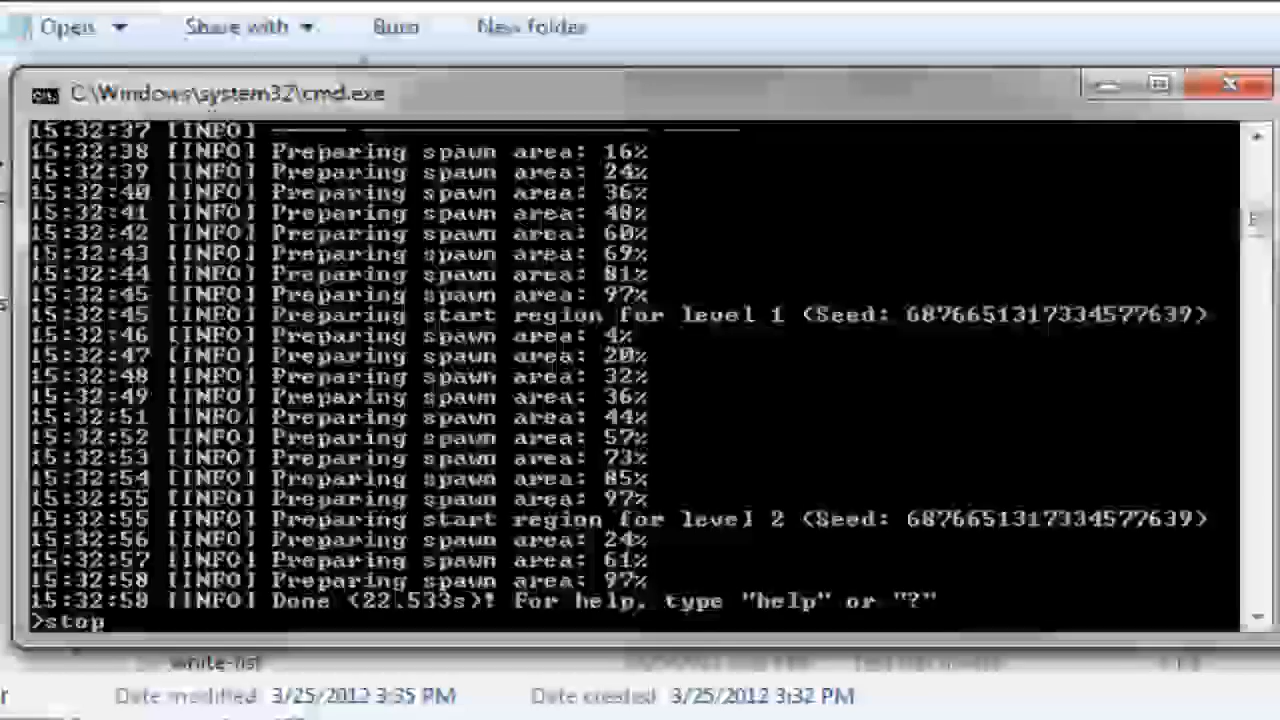 Open Share with Burn New folder
C:\Windows\system32\cmd.exe
15:32:37 [INFO]
15:32:38 [INFO] Preparing spawn area: 16%
15:32:39 [INFO] Preparing spawn area: 24%
15:32:40 [INFO] Preparing spawn area: 36%
15:32:41 [INFO] Preparing spawn area: 48%
15:32:42 [INFO] Preparing spawn area: 60%
15:32:43 [INFO] Preparing spawn area: 69%
15:32:44 [INFO] Preparing spawn area: 81%
15:32:45 [INFO] Preparing spawn area: 97%
15:32:45 [INFO] Preparing start region for level 1 (Seed: 6876651317334577639)
15:32:46 [INFO] Preparing spawn area: 4%
15:32:47 [INFO] Preparing spawn area: 20%
15:32:48 [INFO] Preparing spawn area: 32%
15:32:49 [INFO] Preparing spawn area: 36%
15:32:51 [INFO] Preparing spawn area: 44%
15:32:52 [INFO] Preparing spawn area: 57%
15:32:53 [INFO] Preparing spawn area: 73%
15:32:54 [INFO] Preparing spawn area: 85%
15:32:55 [INFO] Preparing spawn area: 97%
15:32:55 [INFO] Preparing start region for level 2 (Seed: 6876651317334577639)
15:32:56 [INFO] Preparing spawn area: 24%
15:32:57 [INFO] Preparing spawn area: 61%
15:32:58 [INFO] Preparing spawn area: 97%
15:32:58 [INFO] Done (22.533s)! For help, type "help" or "?"
>stop
white-list
Date modified 3/25/2012 3:35 PM Date created 3/25/2012 3:32 PM